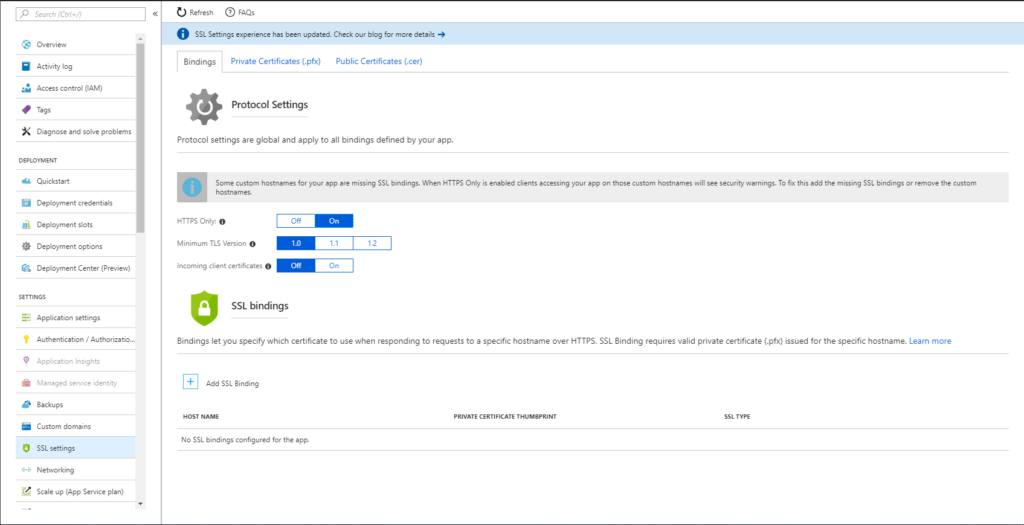 Search (Ctrl+/)
Overview
Activity log
Access control (IAM)
Tags
Diagnose and solve problems
DEPLOYMENT
Quickstart
Deployment credentials
Deployment slots
Deployment options
Deployment Center (Preview)
SETTINGS
Application settings
Authentication / Authorizatio...
Application Insights
Managed service identity
Backups
Custom domains
SSL settings
Networking
Scale up (App Service plan)
Refresh FAQs
SSL Settings experience has been updated. Check our blog for more details
Bindings Private Certificates (.pfx) Public Certificates (.cer)
Protocol Settings
Protocol settings are global and apply to all bindings defined by your app.
Some custom hostnames for your app are missing SSL bindings. When HTTPS Only is enabled clients accessing your app on those custom hostnames will see security warnings. To fix this add the missing SSL bindings or remove the custom
hostnames.
HTTPS Only: Off On
Minimum TLS Version 1.0 1.1 1.2
Incoming client certificates Off On
SSL bindings
Bindings let you specify which certificate to use when responding to requests to a specific hostname over HTTPS. SSL Binding requires valid private certificate (.pfx) issued for the specific hostname. Learn more
Add SSL Binding
HOST NAME PRIVATE CERTIFICATE THUMBPRINT SSL TYPE
No SSL bindings configured for the app.